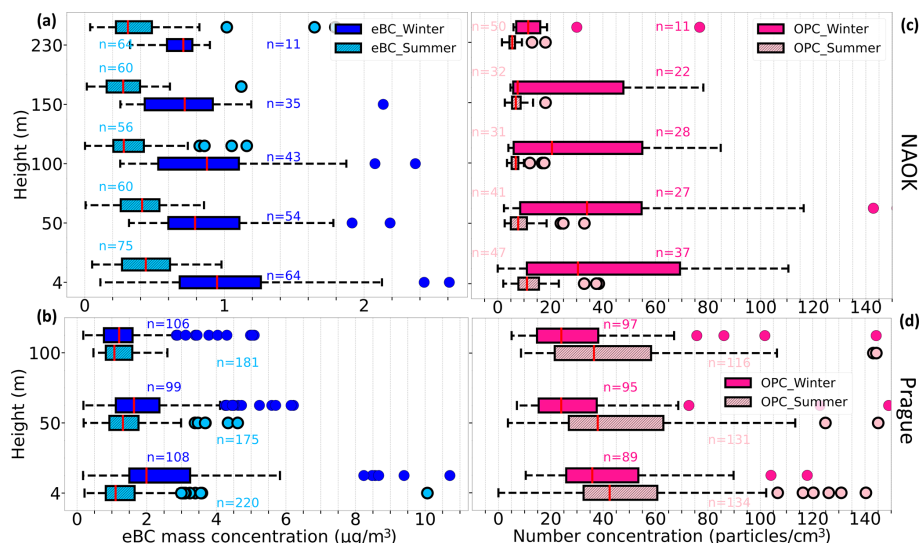 (a)
eBC_Winter
eBC_Summer
n=64
n=11
n=60
n=35
n=56
n=43
n=60
n=54
n=75
n=64
230
150
100
50
4
Height (m)
0
1
2
(c)
OPC_Winter
OPC_Summer
n=50
n=11
n=32
n=22
n=31
n=28
n=41
n=27
n=47
n=37
NAOK
0
20
40
60
80
100
120
140
(b)
n=106
n=181
n=99
n=175
n=108
n=220
100
50
4
Height (m)
0
2
4
6
8
10
eBC mass concentration (μg/m³)
(d)
n=97
n=116
OPC_Winter
OPC_Summer
n=95
n=131
n=89
n=134
Prague
0
20
40
60
80
100
120
140
Number concentration (particles/cm³)